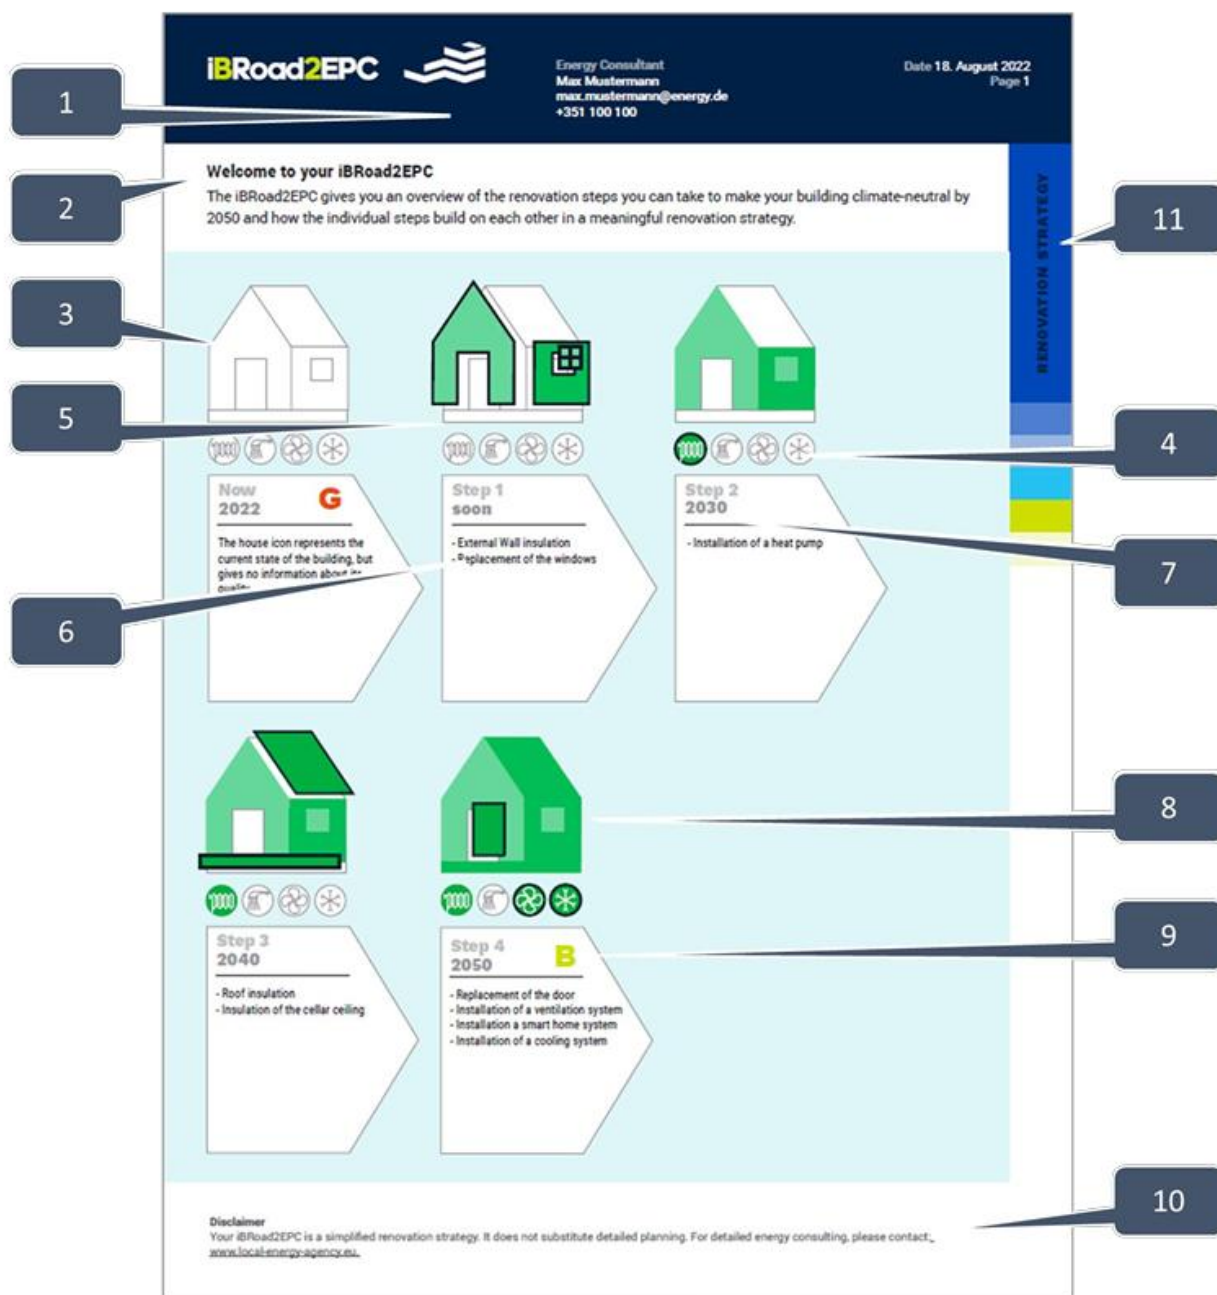 1
2
3
5
6
11
4
7
8
9
10
iBRoad2EPC
Energy Consultant
Max Mustermann
max.mustermann@energy.de
+351 100 100
Date 18. August 2022
Page 1
Welcome to your iBRoad2EPC
The iBRoad2EPC gives you an overview of the renovation steps you can take to make your building climate-neutral by
2050 and how the individual steps build on each other in a meaningful renovation strategy.
RENOVATION STRATEGY
Now
2022
G
The house icon represents the
current state of the building, but
gives no information about its
Step 1
soon
- External Wall insulation
- Replacement of the windows
Step 2
2030
- Installation of a heat pump
Step 3
2040
- Roof insulation
- Insulation of the cellar ceiling
Step 4
2050
B
- Replacement of the door
- Installation of a ventilation system
- Installation a smart home system
- Installation of a cooling system
Disclaimer
Your iBRoad2EPC is a simplified renovation strategy. It does not substitute detailed planning. For detailed energy consulting, please contact:
www.local-energy-agency.eu.